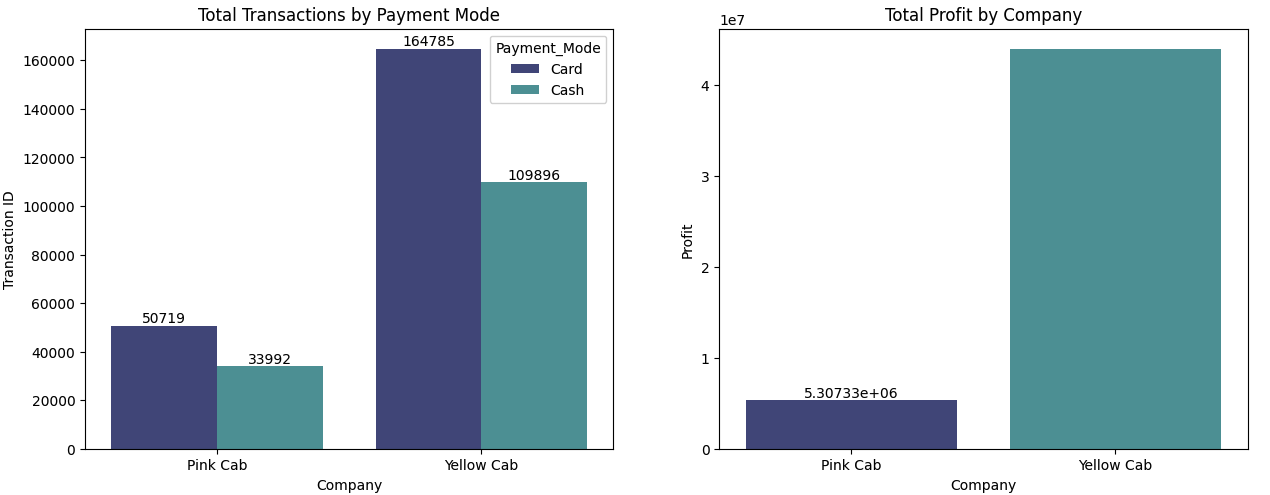 Total Transactions by Payment Mode
Transaction ID
160000
140000
120000
100000
80000
60000
40000
20000
0
164785
109896
50719
33992
Payment_Mode
Card
Cash
Pink Cab
Yellow Cab
Company
Total Profit by Company
1e7
Profit
4
3
2
1
0
5.30733e+06
Pink Cab
Yellow Cab
Company